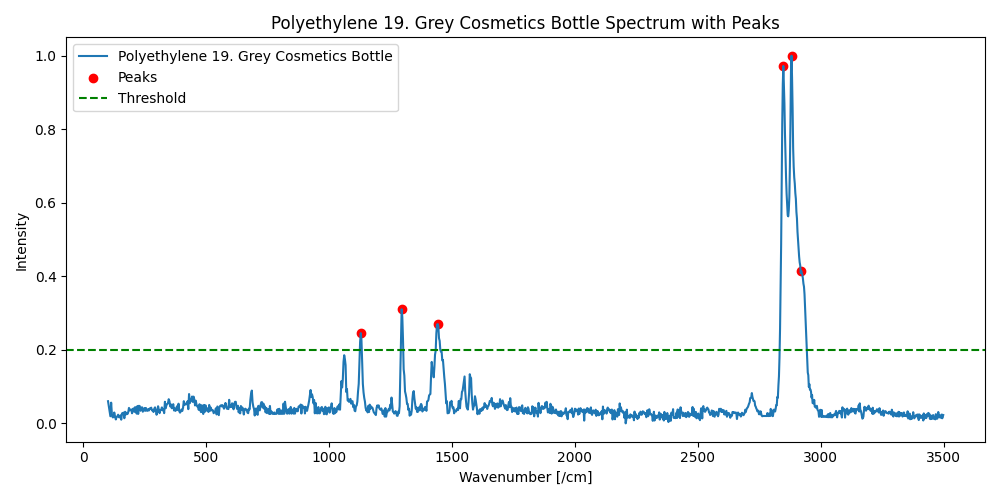 Polyethylene 19. Grey Cosmetics Bottle Spectrum with Peaks
Polyethylene 19. Grey Cosmetics Bottle
Peaks
Threshold
Intensity
1.0
0.8
0.6
0.4
0.2
0.0
0 500 1000 1500 2000 2500 3000 3500
Wavenumber [/cm]